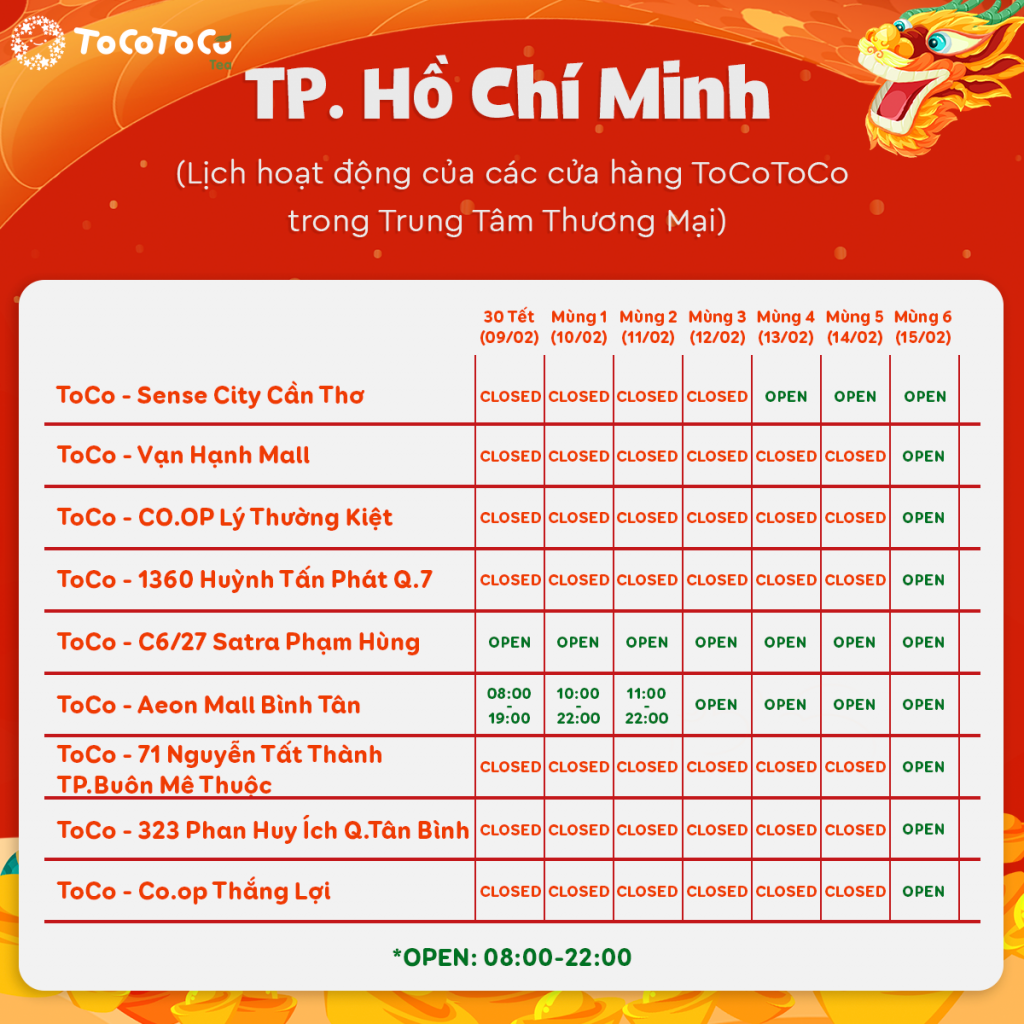 ToCoToCo
Tea
TP. Hồ Chí Minh
(Lịch hoạt động của các cửa hàng ToCoToCo
trong Trung Tâm Thương Mại)
30 Tết Mùng 1 Mùng 2 Mùng 3 Mùng 4 Mùng 5 Mùng 6
(09/02) (10/02) (11/02) (12/02) (13/02) (14/02) (15/02)
ToCo - Sense City Cần Thơ CLOSED CLOSED CLOSED CLOSED OPEN OPEN OPEN
ToCo - Vạn Hạnh Mall CLOSED CLOSED CLOSED CLOSED CLOSED CLOSED OPEN
ToCo - CO.OP Lý Thường Kiệt CLOSED CLOSED CLOSED CLOSED CLOSED CLOSED OPEN
ToCo - 1360 Huỳnh Tấn Phát Q.7 CLOSED CLOSED CLOSED CLOSED CLOSED CLOSED OPEN
ToCo - C6/27 Satra Phạm Hùng OPEN OPEN OPEN OPEN OPEN OPEN OPEN
ToCo - Aeon Mall Bình Tân 08:00 - 19:00 10:00 - 22:00 11:00 - 22:00 OPEN OPEN OPEN OPEN
ToCo - 71 Nguyễn Tất Thành
TP.Buôn Mê Thuộc CLOSED CLOSED CLOSED CLOSED CLOSED CLOSED OPEN
ToCo - 323 Phan Huy Ích Q.Tân Bình CLOSED CLOSED CLOSED CLOSED CLOSED CLOSED OPEN
ToCo - Co.op Thắng Lợi CLOSED CLOSED CLOSED CLOSED CLOSED CLOSED OPEN
*OPEN: 08:00-22:00